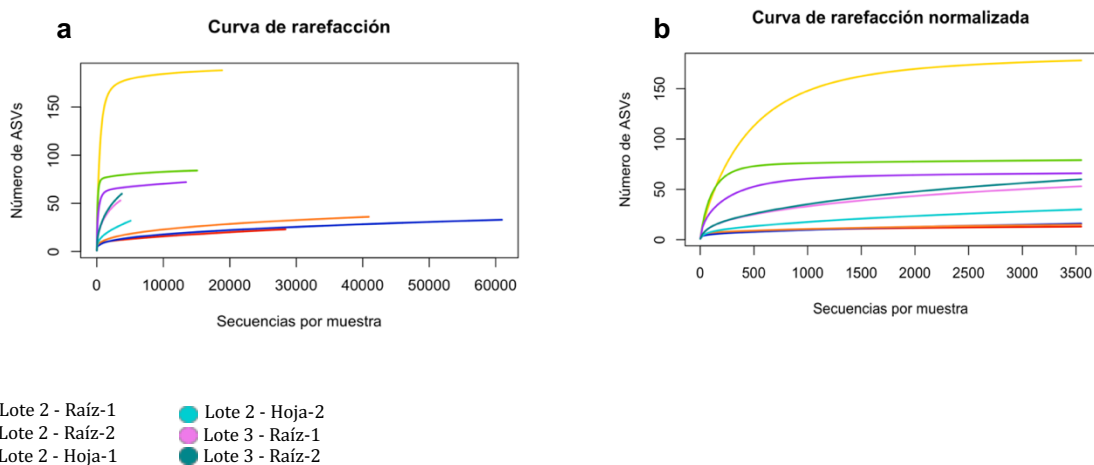 a
Curva de rarefacción
Número de ASVs
0
50
100
150
0
10000
20000
30000
40000
50000
60000
Secuencias por muestra
b
Curva de rarefacción normalizada
Número de ASVs
0
50
100
150
0
500
1000
1500
2000
2500
3000
3500
Secuencias por muestra
Lote 2 - Raíz-1
Lote 2 - Raíz-2
Lote 2 - Hoja-1
Lote 2 - Hoja-2
Lote 3 - Raíz-1
Lote 3 - Raíz-2